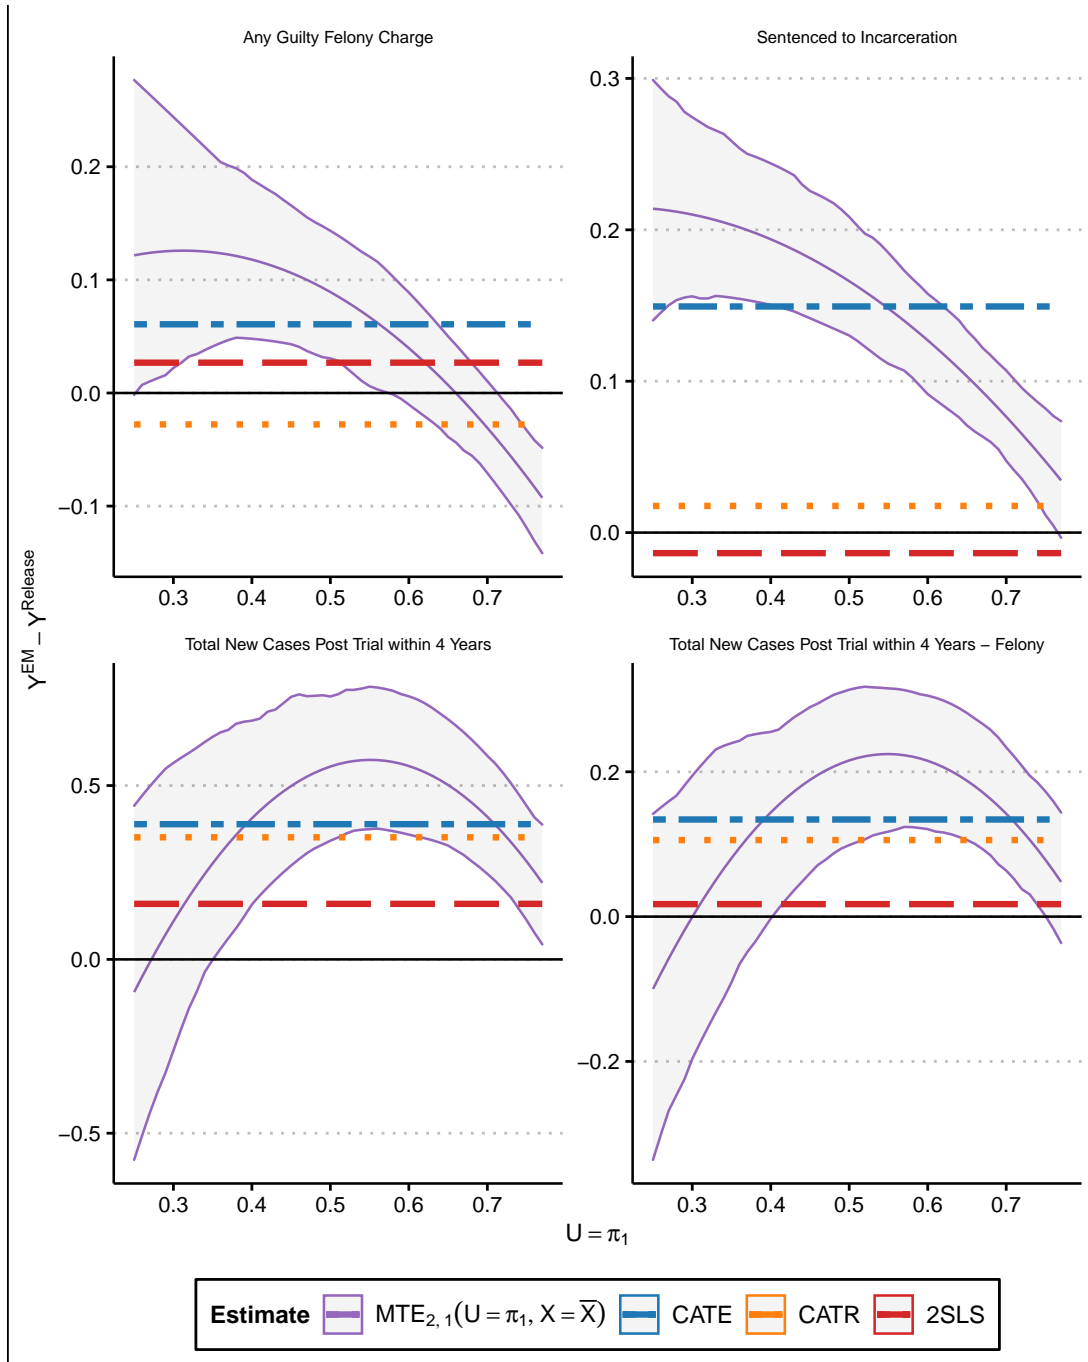 Any Guilty Felony Charge
Sentenced to Incarceration
0.2
0.1
0.0
−0.1
0.3 0.4 0.5 0.6 0.7
0.3
0.2
0.1
0.0
0.3 0.4 0.5 0.6 0.7
Y^EM − Y^Release
Total New Cases Post Trial within 4 Years
Total New Cases Post Trial within 4 Years − Felony
0.5
0.0
−0.5
0.3 0.4 0.5 0.6 0.7
0.2
0.0
−0.2
0.3 0.4 0.5 0.6 0.7
U = π₁
Estimate MTE₂, ₁(U = π₁, X = X̅) CATE CATR 2SLS